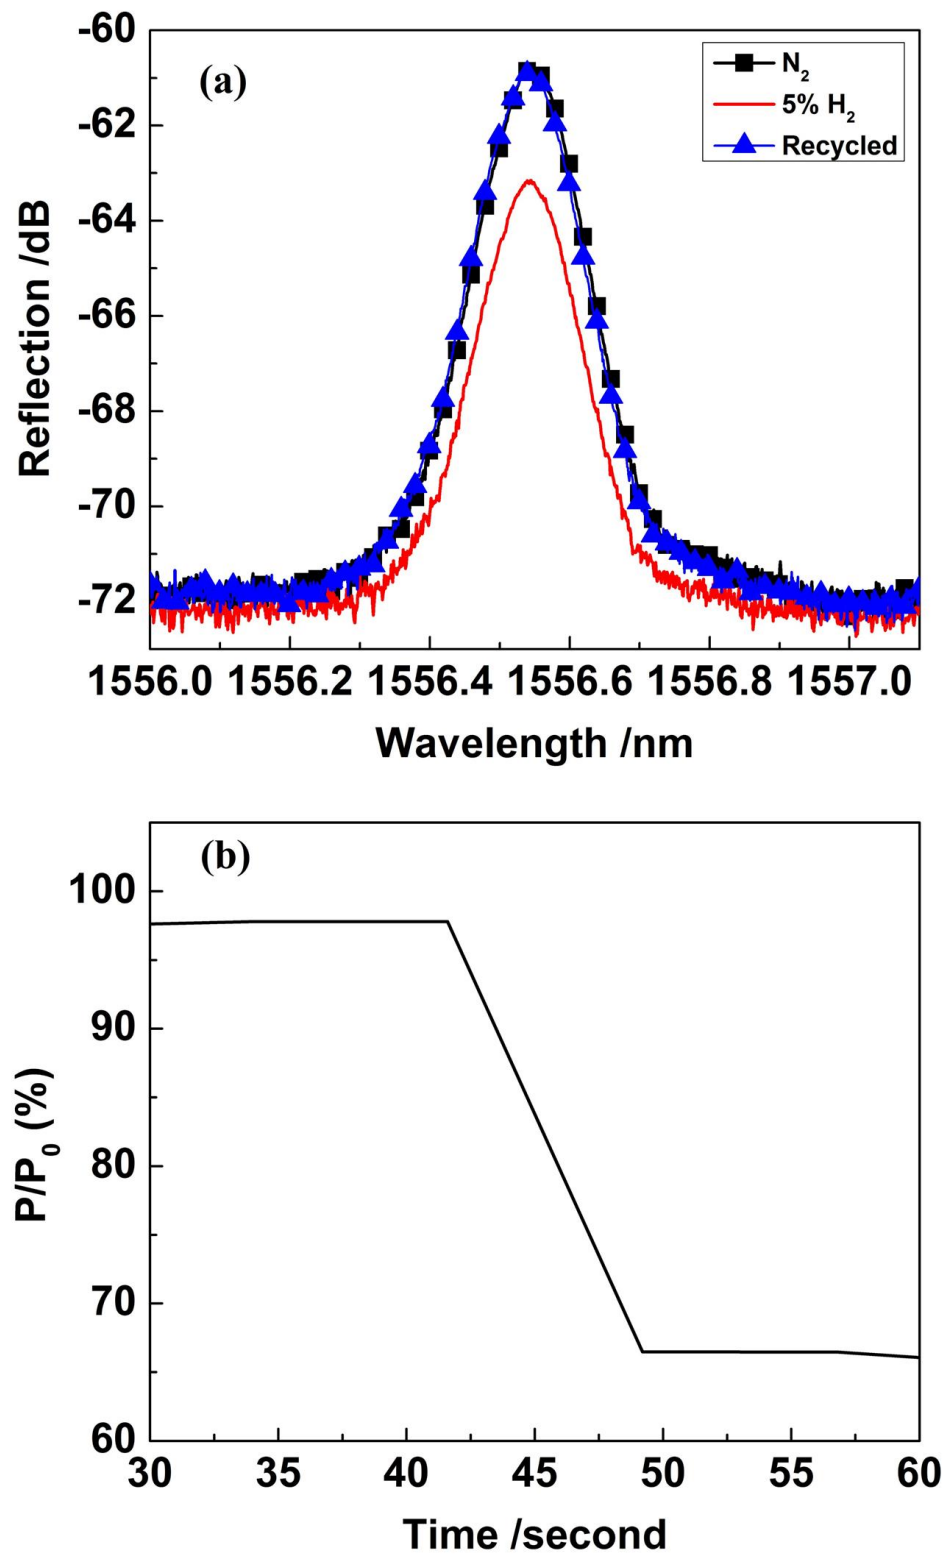 (a)
N₂
5% H₂
Recycled
-60
-62
-64
-66
-68
-70
-72
Reflection /dB
1556.0 1556.2 1556.4 1556.6 1556.8 1557.0
Wavelength /nm
(b)
100
90
80
70
60
P/P₀ (%)
30 35 40 45 50 55 60
Time /second